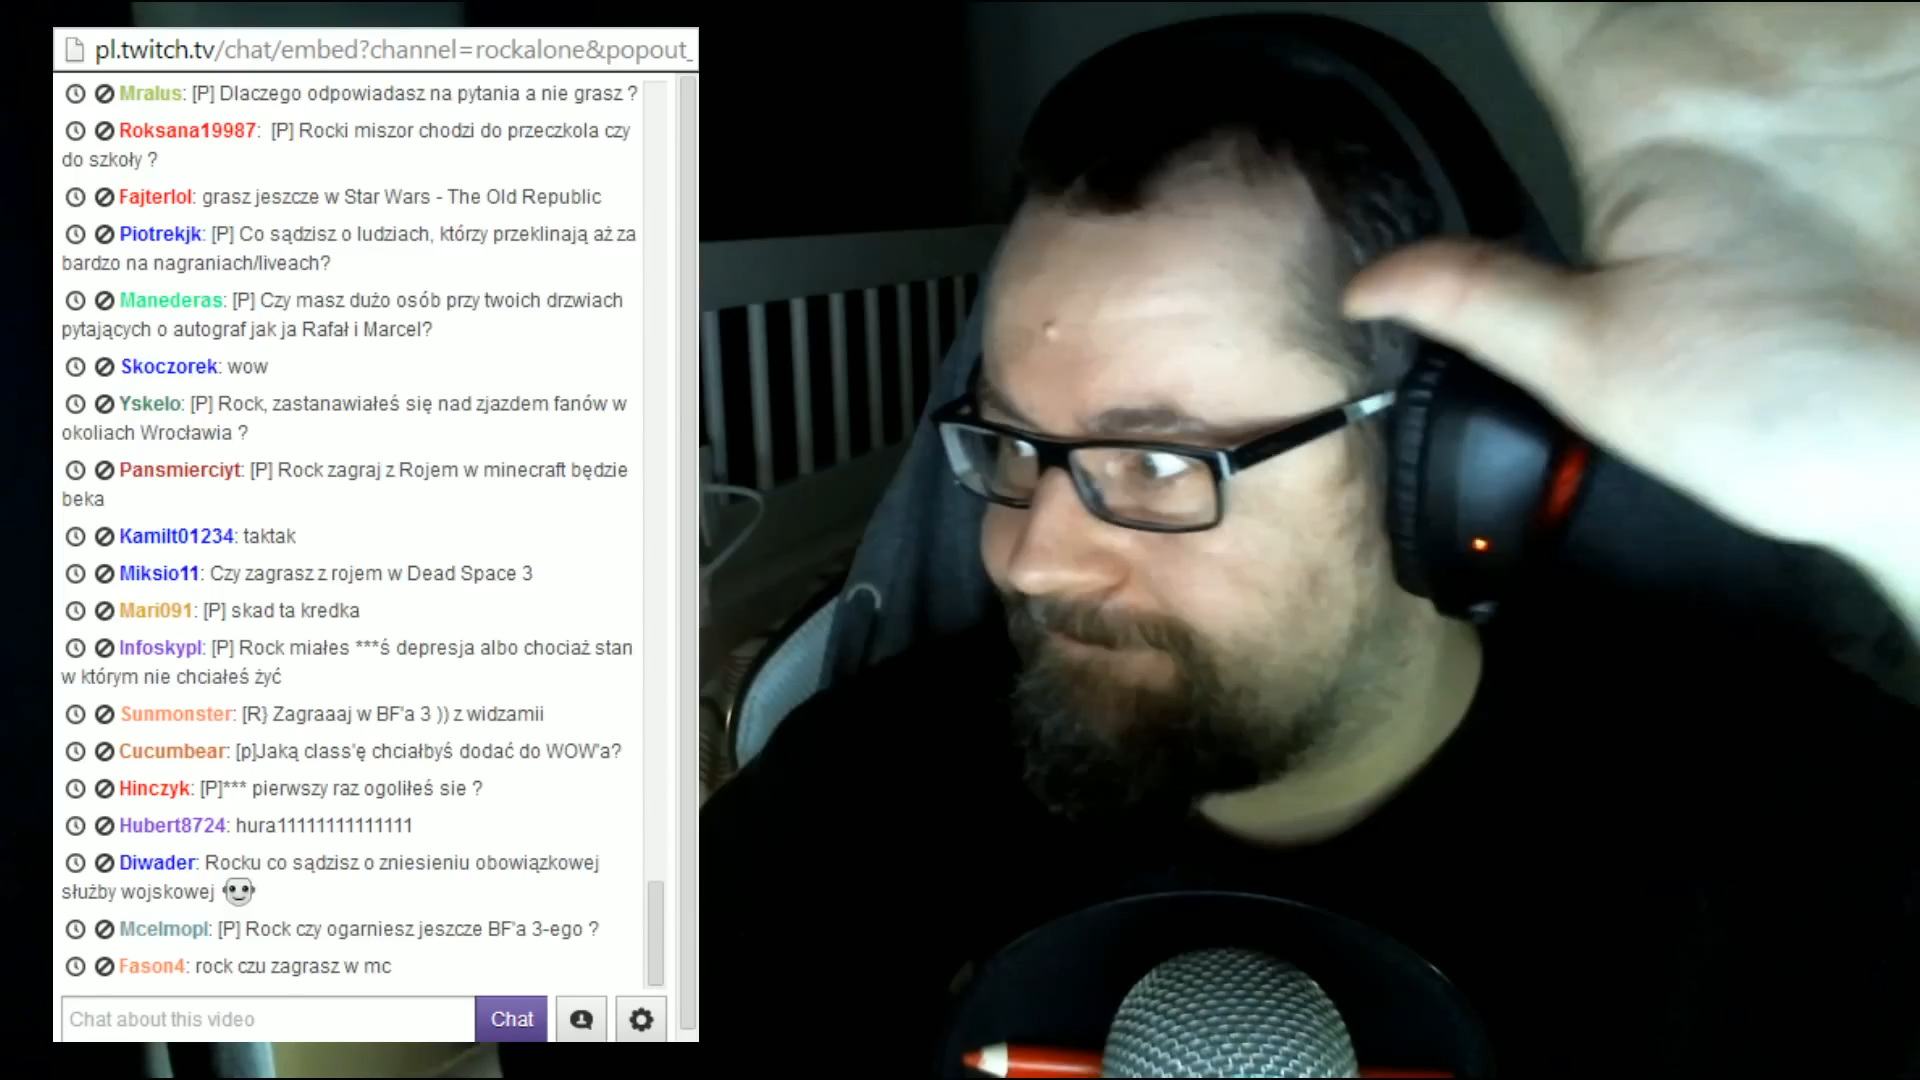 pl.twitch.tv/chat/embed?channel=rockalone&popout_
Mralus: [P] Dlaczego odpowiadasz na pytania a nie grasz ?
Roksana19987: [P] Rocki miszor chodzi do przeczkola czy
do szkoły ?
Fajterlol: grasz jeszcze w Star Wars - The Old Republic
Piotrekjk: [P] Co sądzisz o ludziach, którzy przeklinają aż za
bardzo na nagraniach/liveach?
Manederas: [P] Czy masz dużo osób przy twoich drzwiach
pytających o autograf jak ja Rafał i Marcel?
Skoczorek: wow
Yskelo: [P] Rock, zastanawiałeś się nad zjazdem fanów w
okoliach Wrocławia ?
Pansmierciyt: [P] Rock zagraj z Rojem w minecraft będzie
beka
Kamilt01234: taktak
Miksio11: Czy zagrasz z rojem w Dead Space 3
Mari091: [P] skad ta kredka
Infoskypl: [P] Rock miałes ***ś depresja albo chociaż stan
w którym nie chciałeś żyć
Sunmonster: [R} Zagraaaj w BF'a 3 )) z widzamii
Cucumbear: [p]Jaką class'ę chciałbyś dodać do WOW'a?
Hinczyk: [P]*** pierwszy raz ogoliłeś sie ?
Hubert8724: hura11111111111111
Diwader: Rocku co sądzisz o zniesieniu obowiązkowej
służby wojskowej
Mcelmopl: [P] Rock czy ogarniesz jeszcze BF'a 3-ego ?
Fason4: rock czu zagrasz w mc
Chat about this video
Chat